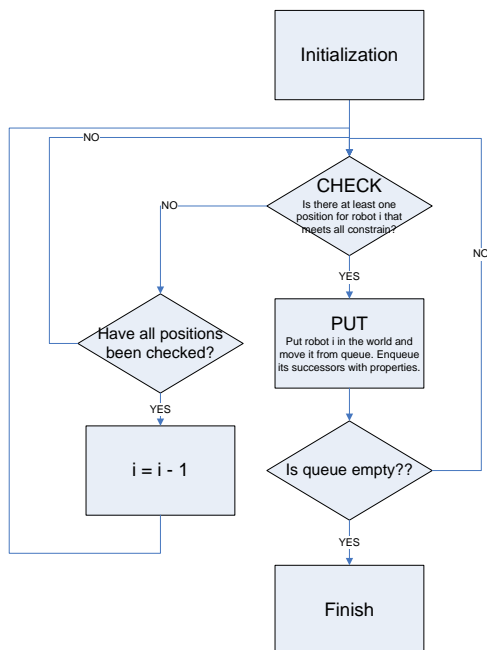 Initialization
NO
CHECK
Is there at least one
position for robot i that
meets all constrain?
NO
NO
YES
PUT
Put robot i in the world and
move it from queue. Enqueue
its successors with properties.
Have all positions
been checked?
YES
i = i - 1
Is queue empty??
YES
Finish